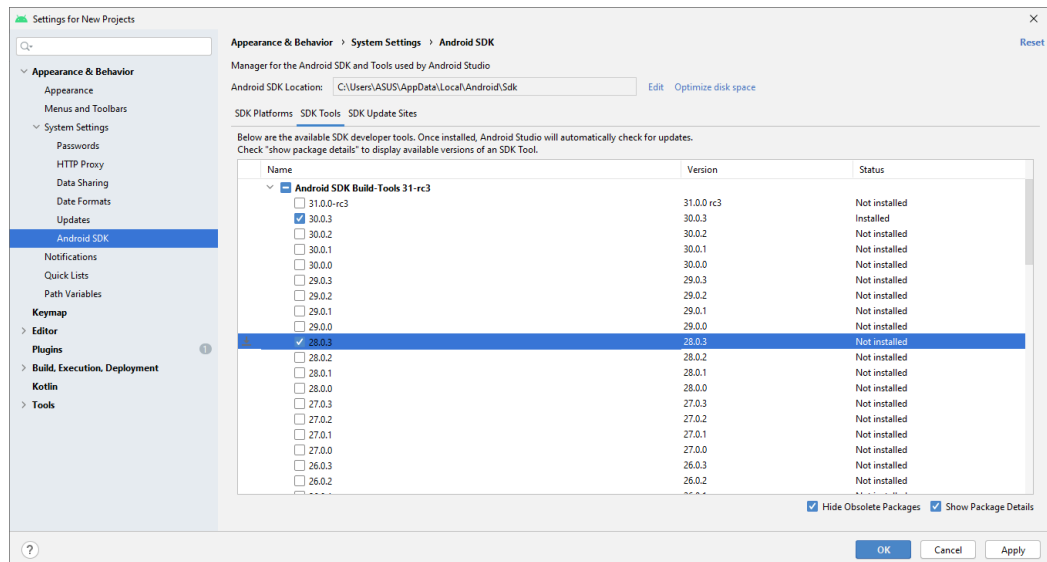 Settings for New Projects
Appearance & Behavior › System Settings › Android SDK
Reset
Manager for the Android SDK and Tools used by Android Studio
Android SDK Location: C:\Users\ASUS\AppData\Local\Android\Sdk Edit Optimize disk space
SDK Platforms SDK Tools SDK Update Sites
Below are the available SDK developer tools. Once installed, Android Studio will automatically check for updates.
Check "show package details" to display available versions of an SDK Tool.
Appearance & Behavior
Appearance
Menus and Toolbars
System Settings
Passwords
HTTP Proxy
Data Sharing
Date Formats
Updates
Android SDK
Notifications
Quick Lists
Path Variables
Keymap
Editor
Plugins 1
Build, Execution, Deployment
Kotlin
Tools
Name Version Status
Android SDK Build-Tools 31-rc3
31.0.0-rc3 31.0.0 rc3 Not installed
30.0.3 30.0.3 Installed
30.0.2 30.0.2 Not installed
30.0.1 30.0.1 Not installed
30.0.0 30.0.0 Not installed
29.0.3 29.0.3 Not installed
29.0.2 29.0.2 Not installed
29.0.1 29.0.1 Not installed
29.0.0 29.0.0 Not installed
28.0.3 28.0.3 Not installed
28.0.2 28.0.2 Not installed
28.0.1 28.0.1 Not installed
28.0.0 28.0.0 Not installed
27.0.3 27.0.3 Not installed
27.0.2 27.0.2 Not installed
27.0.1 27.0.1 Not installed
27.0.0 27.0.0 Not installed
26.0.3 26.0.3 Not installed
26.0.2 26.0.2 Not installed
Hide Obsolete Packages Show Package Details
? OK Cancel Apply